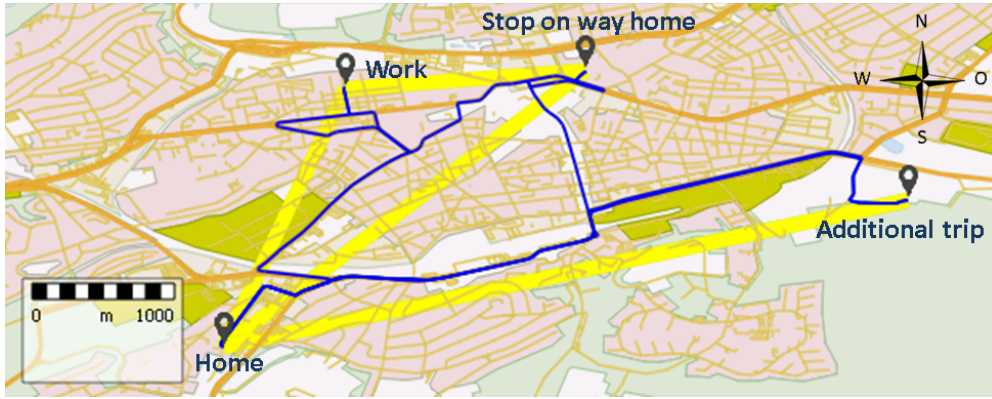 Stop on way home
Work
N
W O
S
Additional trip
0 m 1000
Home